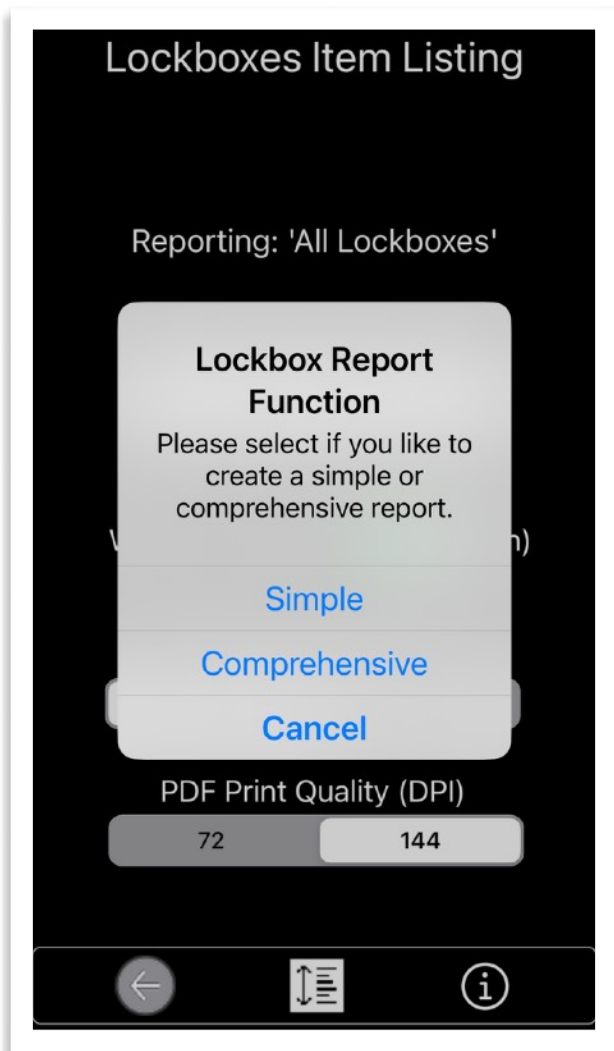 Lockboxes Item Listing
Reporting: 'All Lockboxes'
Lockbox Report
Function
Please select if you like to
create a simple or
comprehensive report.
Simple
Comprehensive
Cancel
PDF Print Quality (DPI)
72
144